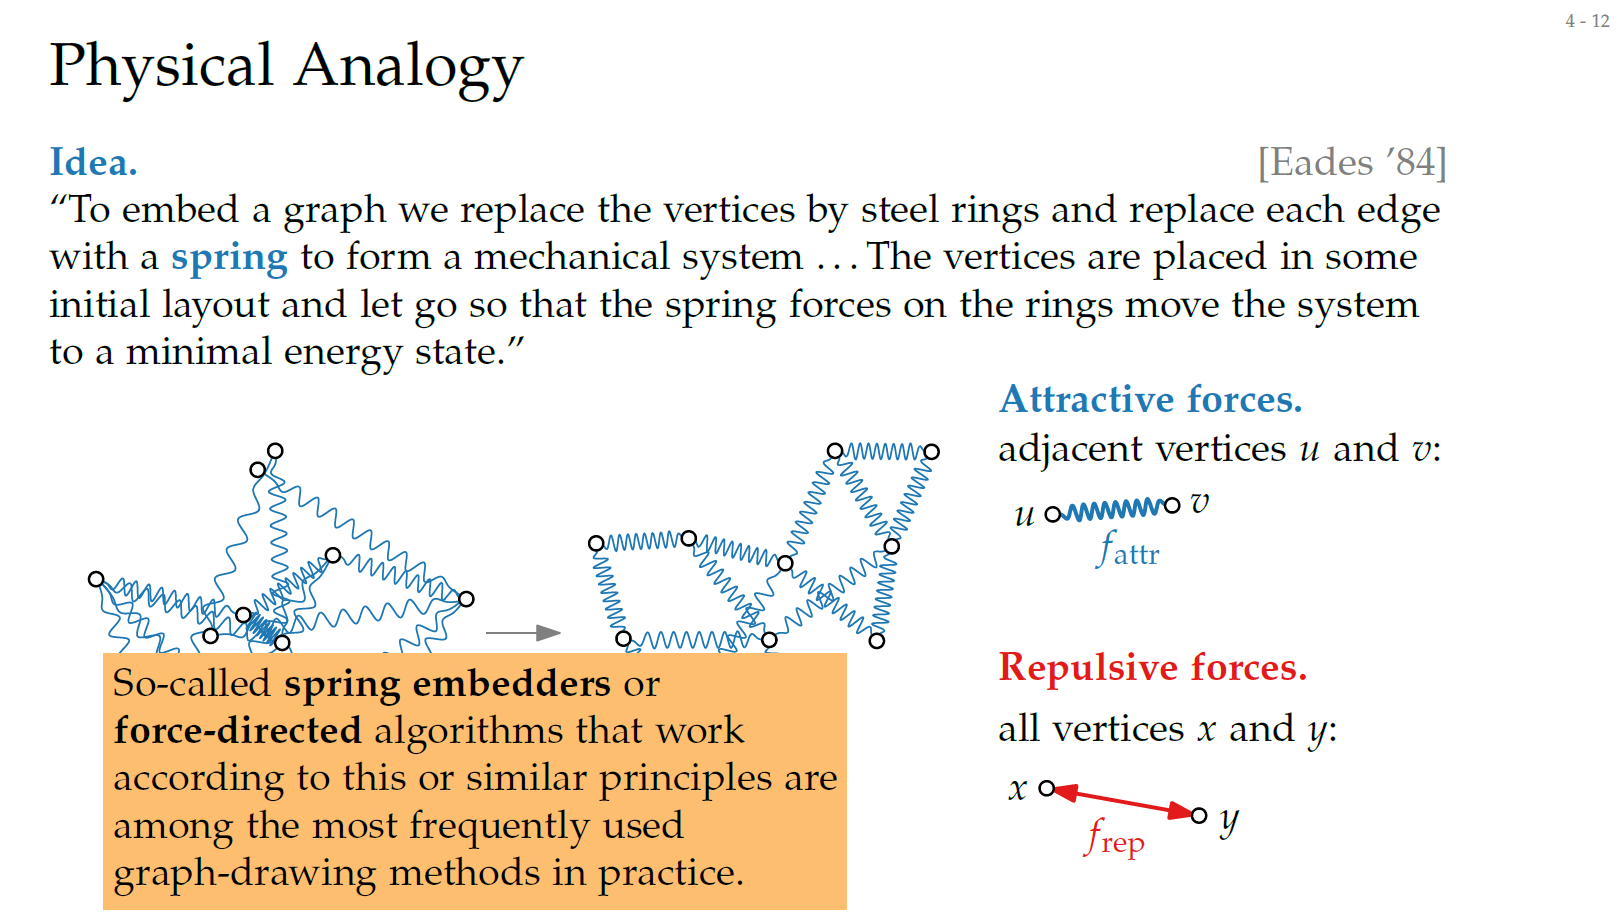 4 - 12
Physical Analogy
Idea.
[Eades ’84]
“To embed a graph we replace the vertices by steel rings and replace each edge
with a spring to form a mechanical system . . . The vertices are placed in some
initial layout and let go so that the spring forces on the rings move the system
to a minimal energy state.”
Attractive forces.
adjacent vertices u and v:
u v
f attr
Repulsive forces.
all vertices x and y:
x y
f rep
So-called spring embedders or
force-directed algorithms that work
according to this or similar principles are
among the most frequently used
graph-drawing methods in practice.